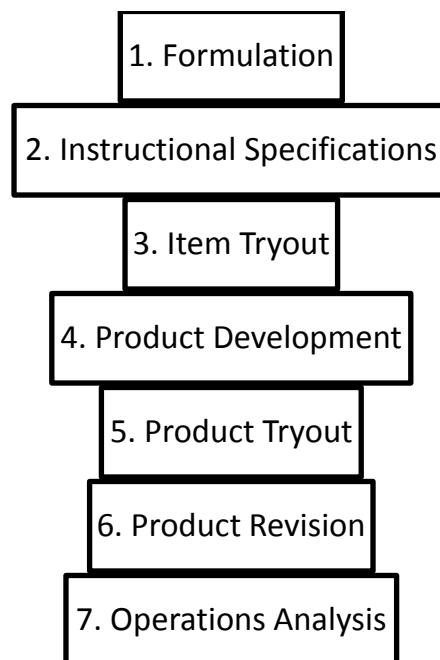 1. Formulation
2. Instructional Specifications
3. Item Tryout
4. Product Development
5. Product Tryout
6. Product Revision
7. Operations Analysis